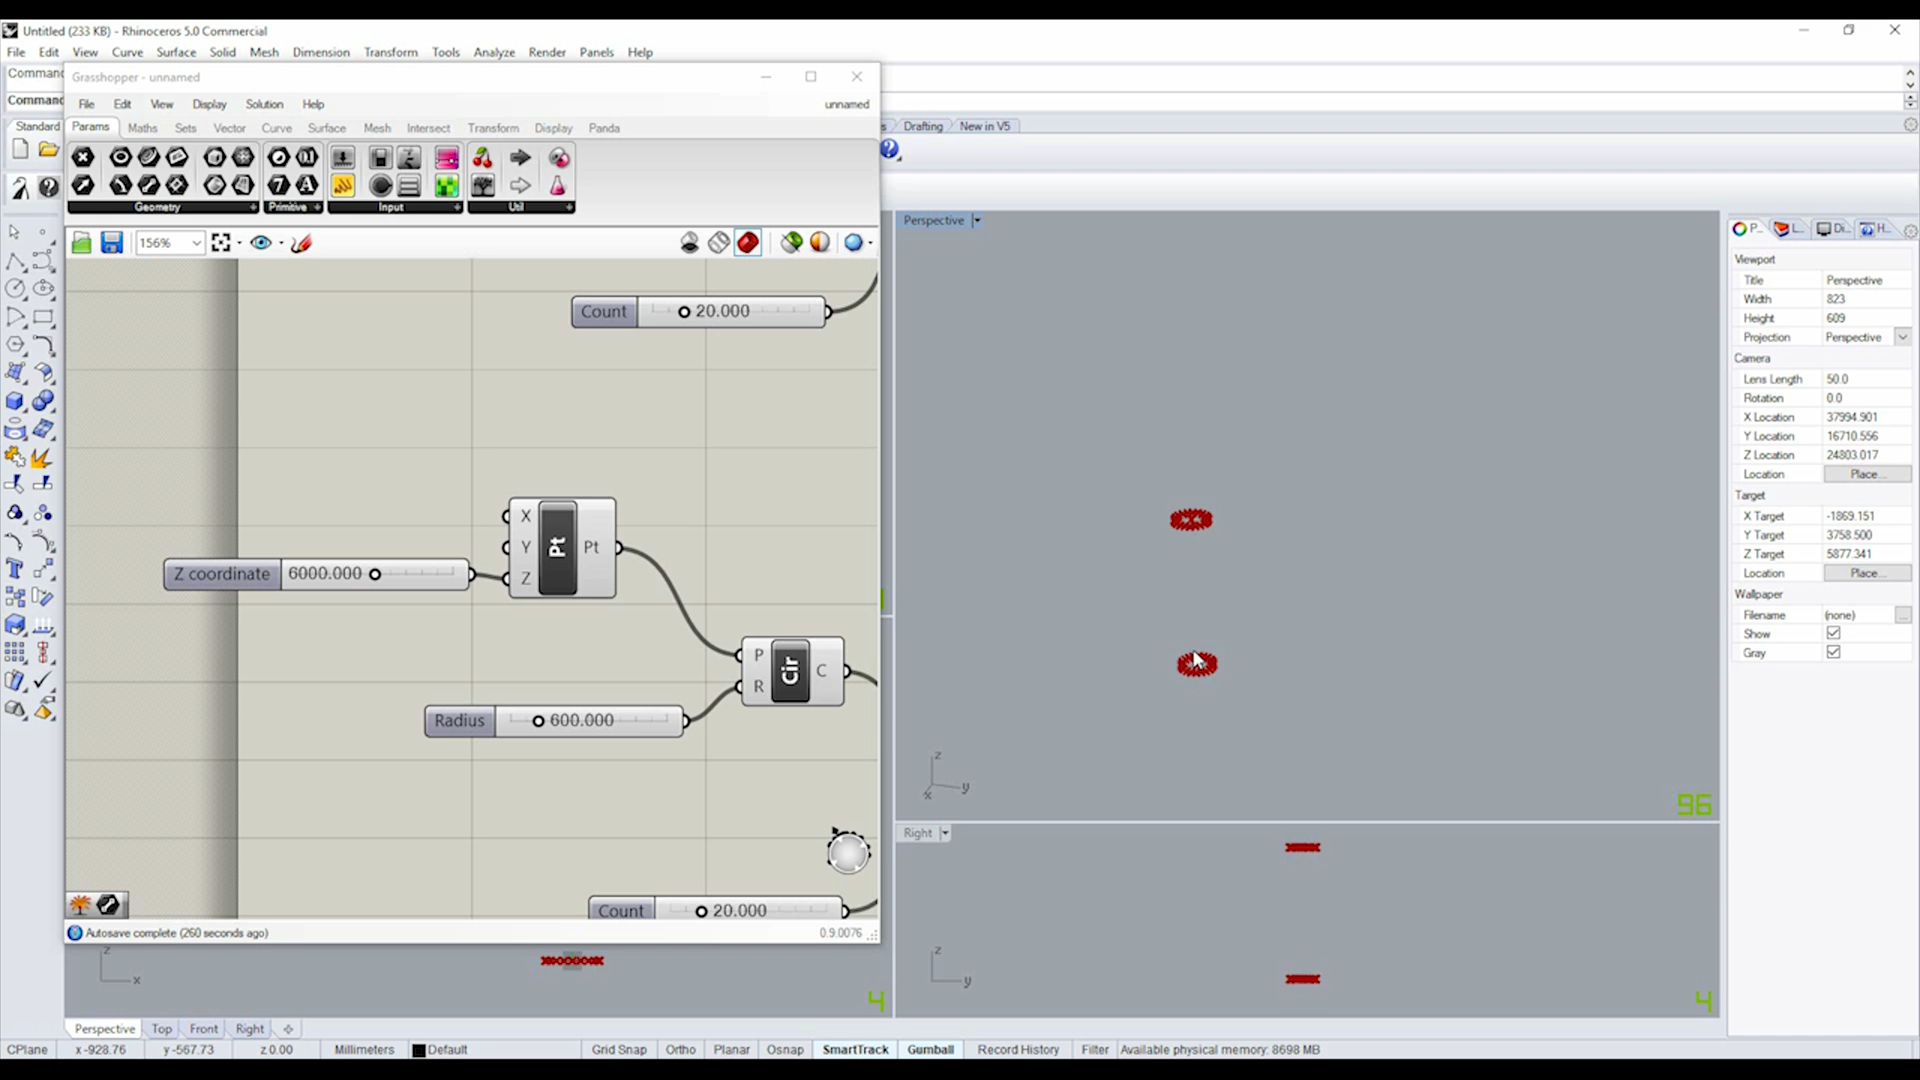 Untitled (233 KB) - Rhinoceros 5.0 Commercial
File Edit View Curve Surface Solid Mesh Dimension Transform Tools Analyze Render Panels Help
Command
Command
Grasshopper - unnamed
File Edit View Display Solution Help unnamed
Standard
Params Maths Sets Vector Curve Surface Mesh Intersect Transform Display Panda
s Drafting New in V5
Geometry Primitive Input Util
156%
Count 20.000
X
Y
Z
Pt
Pt
Z coordinate 6000.000
P
R
Cir
C
Radius 600.000
Count 20.000
Autosave complete (260 seconds ago) 0.9.0076
Perspective
z
y
x
96
Right
z
y
4
z
x
4
P... L... Di... H...
Viewport
Title Perspective
Width 823
Height 609
Projection Perspective
Camera
Lens Length 50.0
Rotation 0.0
X Location 37994.901
Y Location 16710.556
Z Location 24803.017
Location Place...
Target
X Target -1869.151
Y Target 3758.500
Z Target 5877.341
Location Place...
Wallpaper
Filename (none) ...
Show
Gray
Perspective Top Front Right
CPlane x -928.76 y -567.73 z 0.00 Millimeters Default Grid Snap Ortho Planar Osnap SmartTrack Gumball Record History Filter Available physical memory: 8698 MB